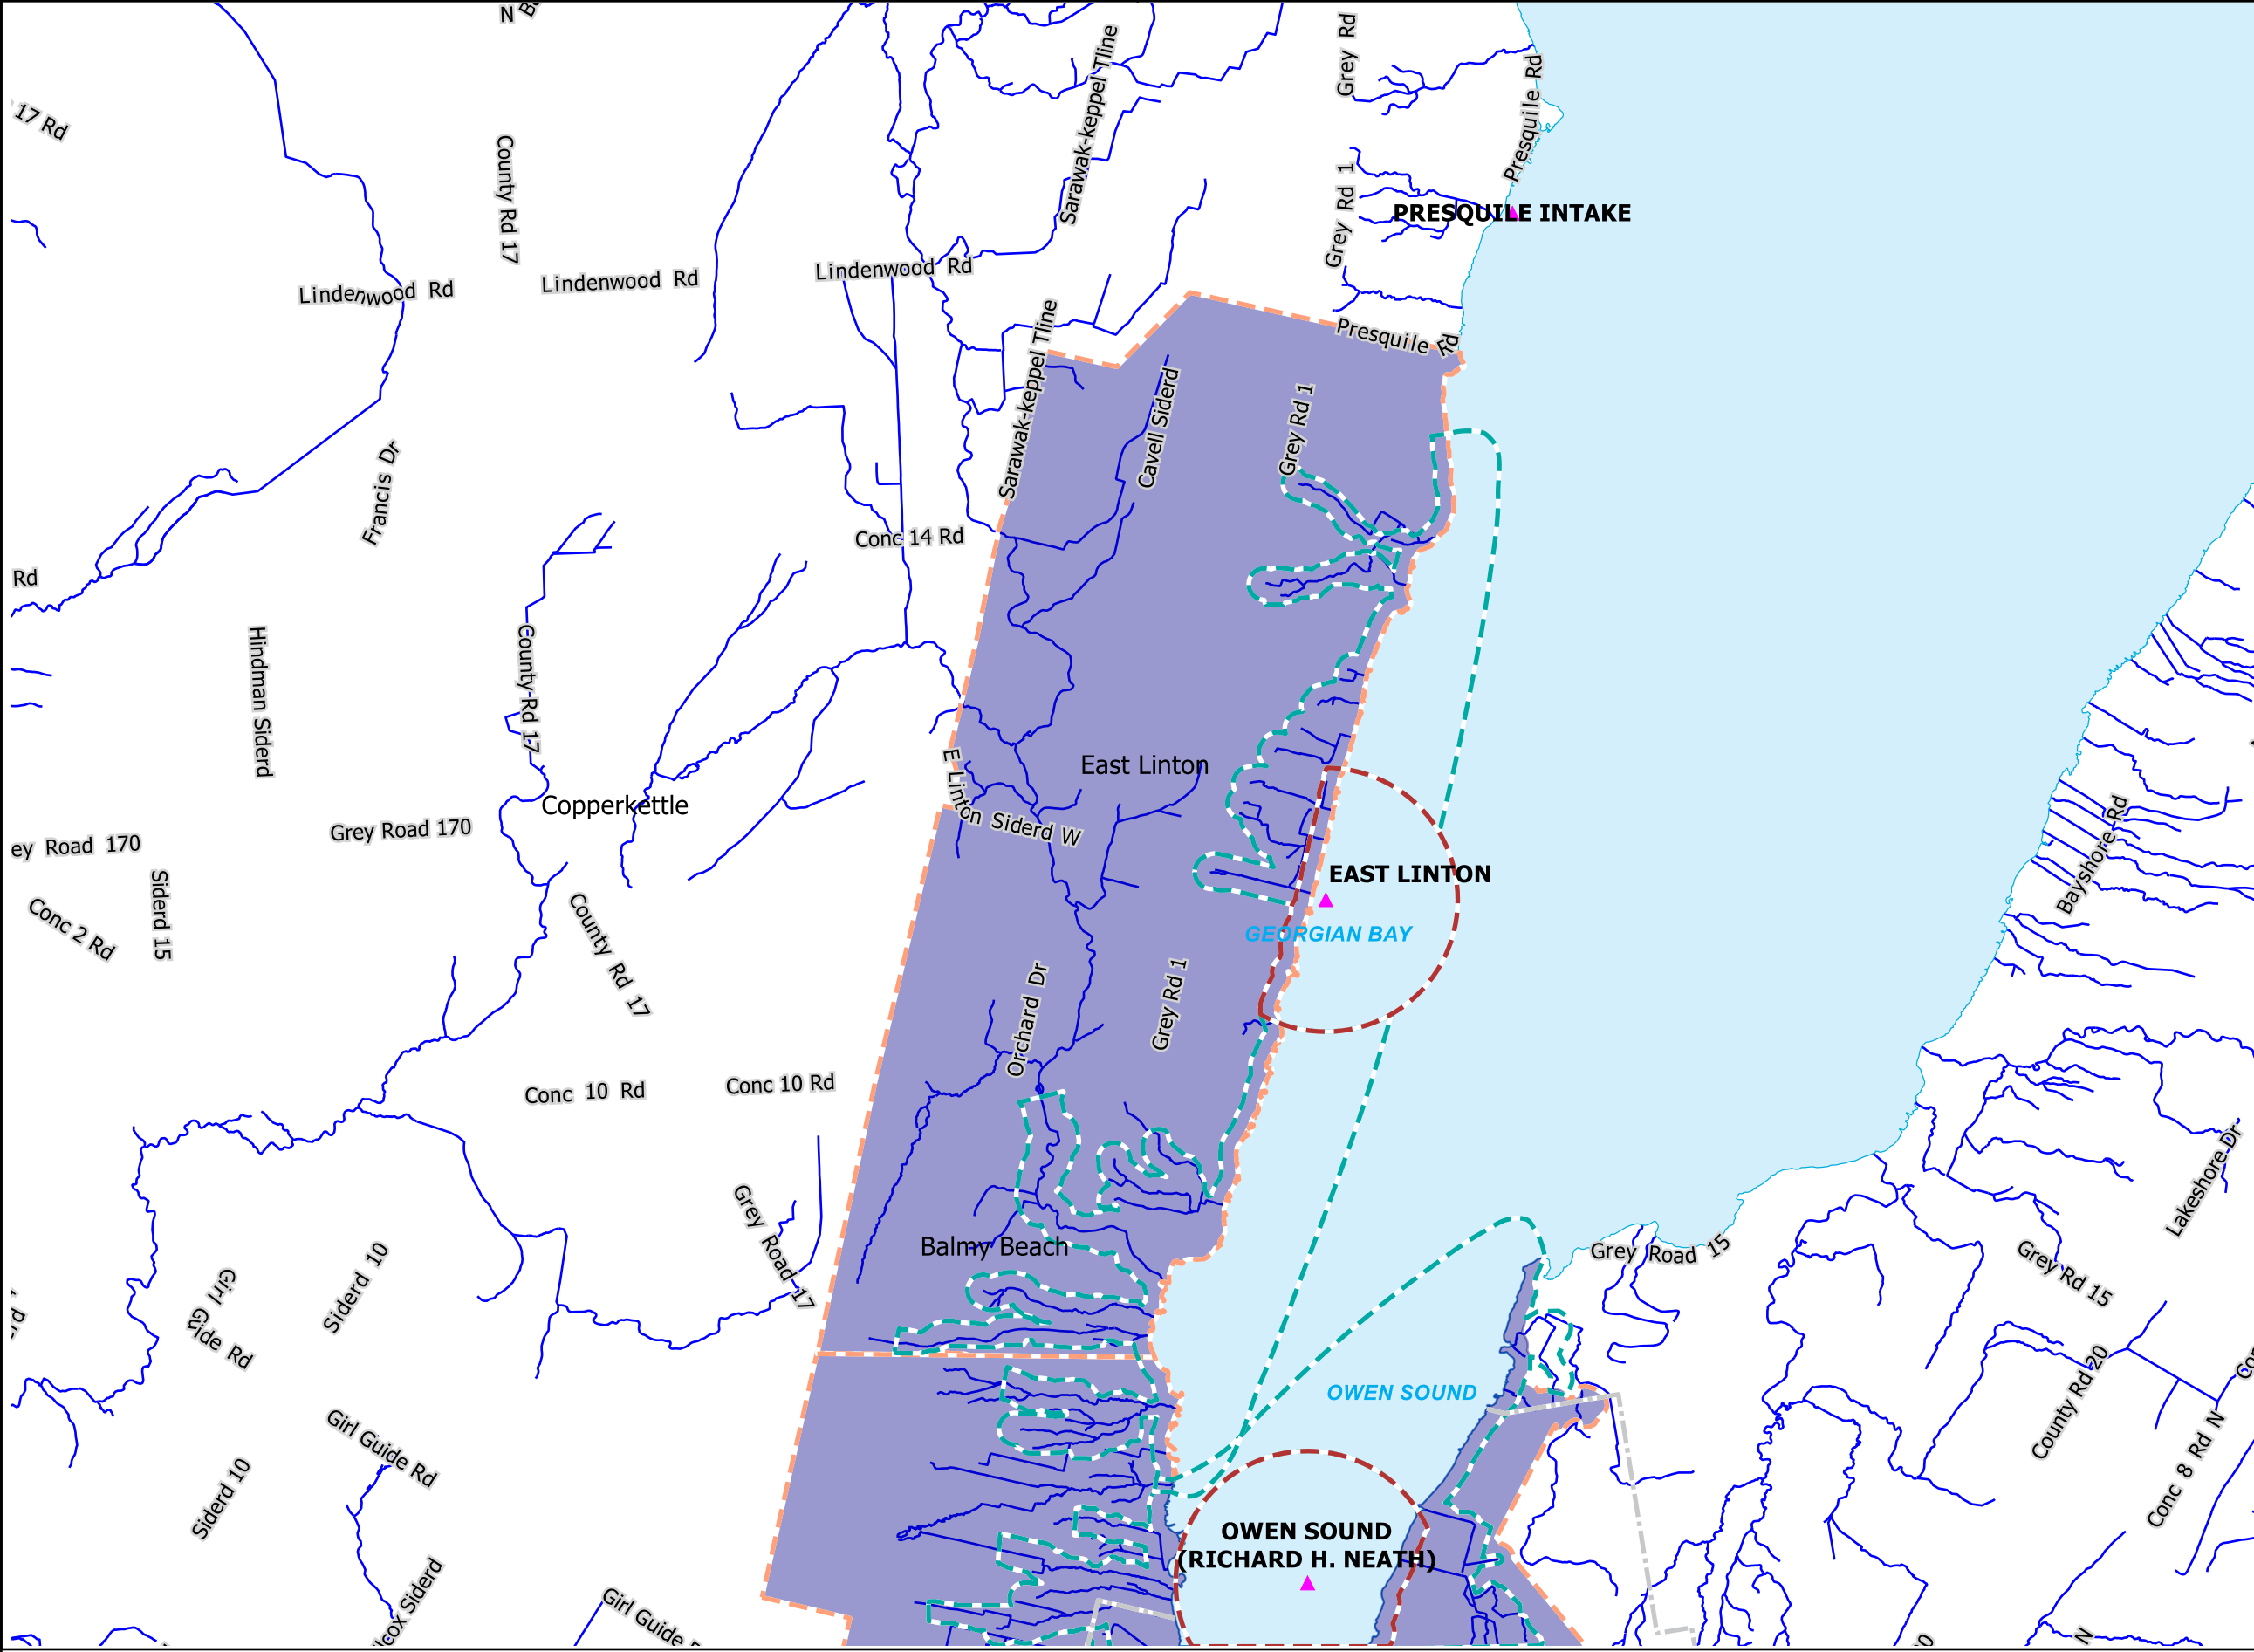 N
Grey Rd
Presquile Rd
Sarawak-keppel Tline
17 Rd
County Rd 17
Grey Rd 1
PRESQUILE INTAKE
Lindenwood Rd
Lindenwood Rd
Lindenwood Rd
Sarawak-keppel Tline
Presquile Rd
Cavell Siderd
Grey Rd 1
Francis Dr
Conc 14 Rd
Rd
Hindman Siderd
County Rd 17
East Linton
E Linton Siderd W
Copperkettle
Grey Road 170
ey Road 170
Bayshore Rd
EAST LINTON
Siderd 15
Conc 2 Rd
County Rd 17
GEORGIAN BAY
Orchard Dr
Grey Rd 1
Conc 10 Rd
Conc 10 Rd
Lakeshore Dr
Grey Road 17
Balmy Beach
Grey Road 15
Grey Rd 15
Siderd 10
Girl Guide Rd
OWEN SOUND
County Rd 20
Girl Guide Rd
Conc 8 Rd N
Siderd 10
OWEN SOUND
(RICHARD H. NEATH)
lcox Siderd
Girl Guide
N